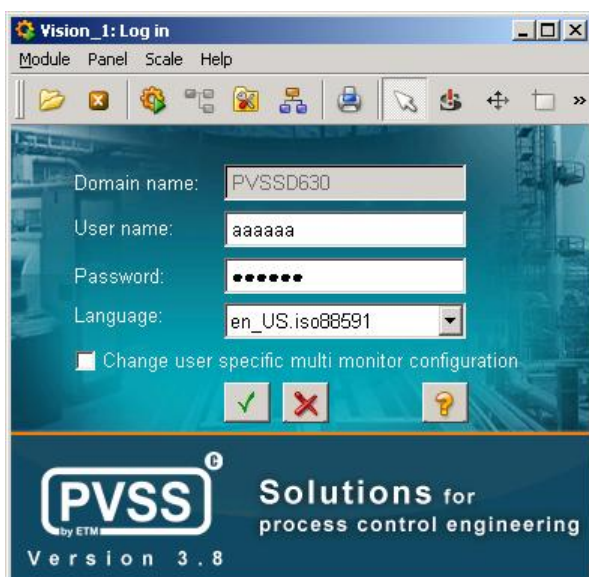 Vision_1: Log in
Module Panel Scale Help
»
Domain name: PVSSD630
User name: aaaaaa
Password: ●●●●●●
Language: en_US.iso88591
Change user specific multi monitor configuration
?
©
PVSS
by ETM
Version 3.8
Solutions for
process control engineering